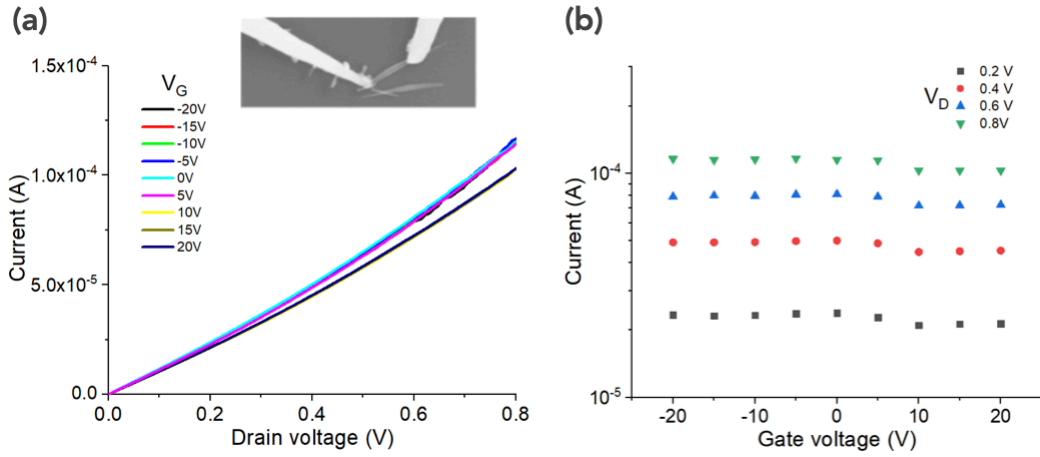 (a)
1.5x10⁻⁴
1.0x10⁻⁴
5.0x10⁻⁵
0.0
Current (A)
V_G
-20V
-15V
-10V
-5V
0V
5V
10V
15V
20V
0.0 0.2 0.4 0.6 0.8
Drain voltage (V)
(b)
V_D
0.2 V
0.4 V
0.6 V
0.8V
10⁻⁴
10⁻⁵
Current (A)
-20 -10 0 10 20
Gate voltage (V)